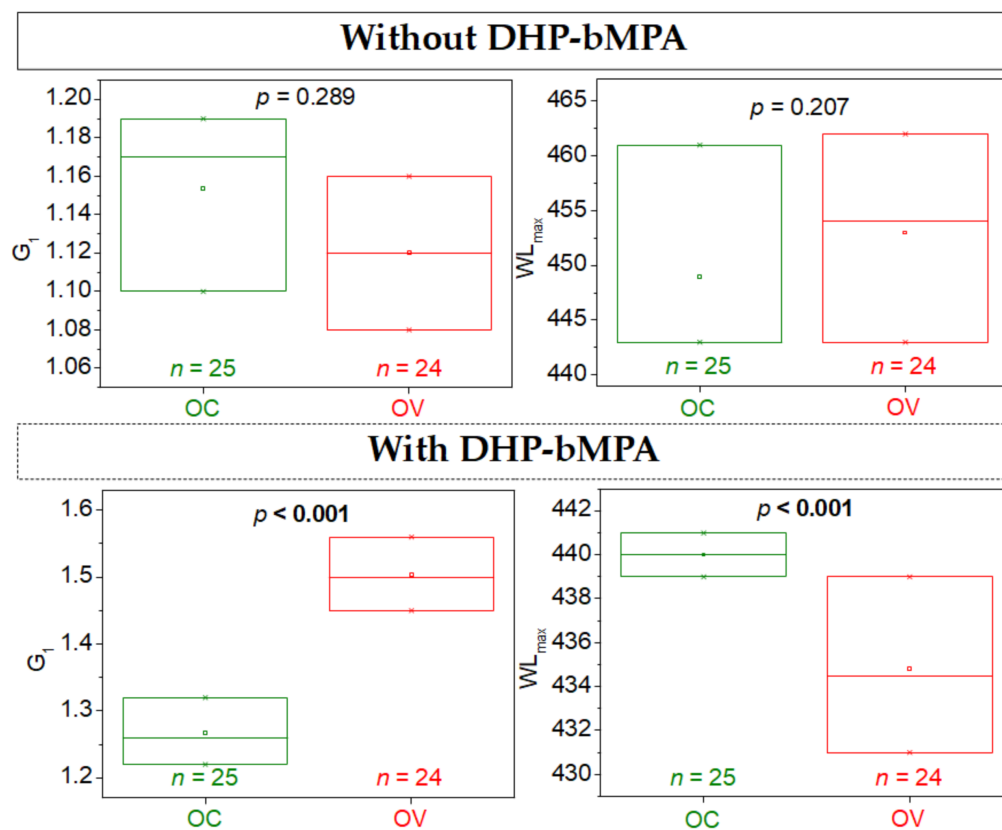 Without DHP-bMPA
p = 0.289
1.20
1.18
1.16
1.14
1.12
1.10
1.08
1.06
G1
n = 25
n = 24
OC
OV
p = 0.207
465
460
455
450
445
440
WLmax
n = 25
n = 24
OC
OV
With DHP-bMPA
p < 0.001
1.6
1.5
1.4
1.3
1.2
G1
n = 25
n = 24
OC
OV
p < 0.001
442
440
438
436
434
432
430
WLmax
n = 25
n = 24
OC
OV